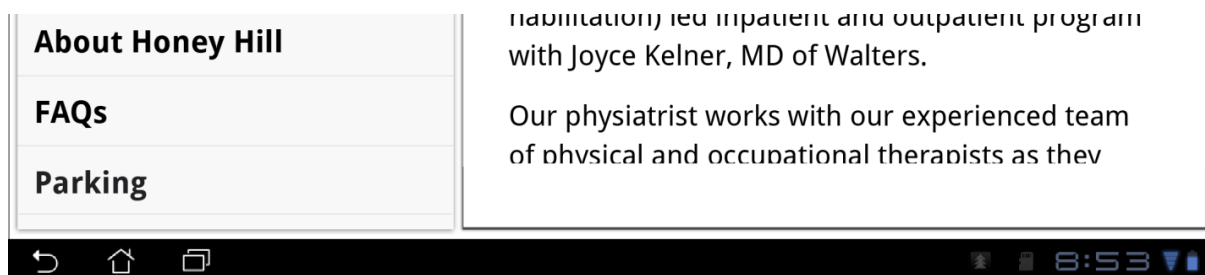 About Honey Hill
FAQs
Parking
habilitation) led inpatient and outpatient program
with Joyce Kelner, MD of Walters.
Our physiatrist works with our experienced team
of physical and occupational therapists as they
8:53